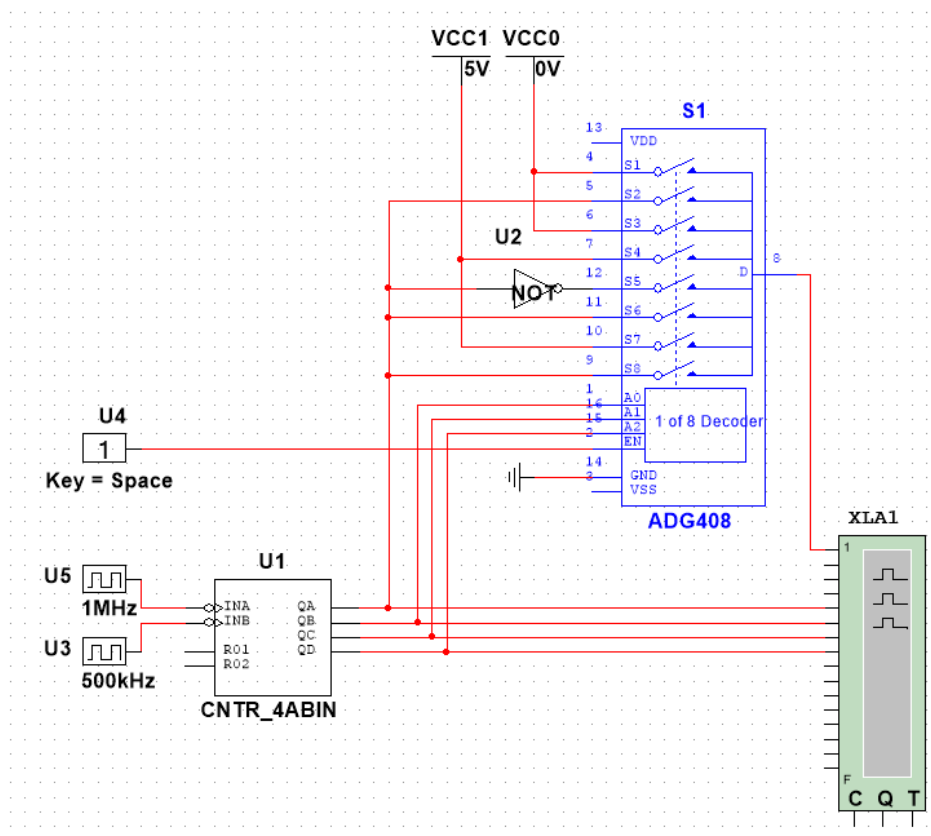 VCC1 VCC0
5V 0V
S1
13 VDD
4 S1
5 S2
6 S3
U2
7 S4
8
D
12 S5
NOT
11 S6
10 S7
9 S8
1
16 A0
15 A1
2 A2
EN
1 of 8 Decoder
U4
1
Key = Space
14 GND
3 VSS
ADG408
XLA1
1
U1
U5
1MHz
INA QA
INB QB
QC
U3
R01 QD
R02
500kHz
CNTR_4ABIN
F
C Q T